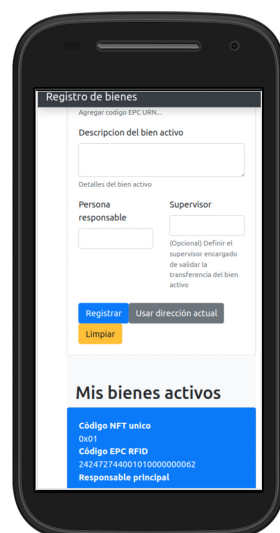 Registro de bienes
Agregar codigo EPC URN...
Descripcion del bien activo
Detalles del bien activo
Persona responsable
Supervisor
(Opcional) Definir el
supervisor encargado
de validar la
transferencia del bien
activo
Registrar
Usar dirección actual
Limpiar
Mis bienes activos
Código NFT unico
0x01
Código EPC RFID
242472744001010000000062
Responsable principal